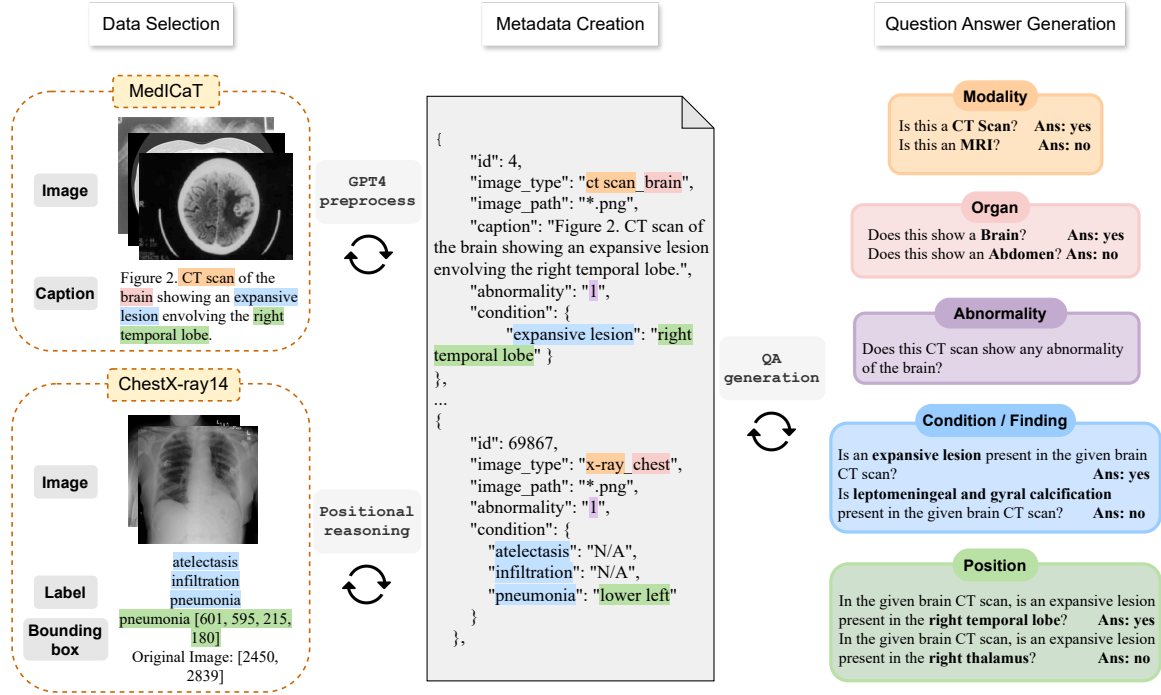 Data Selection
Metadata Creation
Question Answer Generation
MedICaT
Image
Caption
Figure 2. CT scan of the
brain showing an expansive
lesion envolving the right
temporal lobe.
ChestX-ray14
Image
Label
atelectasis
infiltration
pneumonia
Bounding
box
pneumonia [601, 595, 215,
180]
Original Image: [2450,
2839]
GPT4
preprocess
Positional
reasoning
{
"id": 4,
"image_type": "ct scan_brain",
"image_path": "*.png",
"caption": "Figure 2. CT scan of
the brain showing an expansive lesion
envolving the right temporal lobe.",
"abnormality": "1",
"condition": {
"expansive lesion": "right
temporal lobe" }
},
...
{
"id": 69867,
"image_type": "x-ray_chest",
"image_path": "*.png",
"abnormality": "1",
"condition": {
"atelectasis": "N/A",
"infiltration": "N/A",
"pneumonia": "lower left"
}
},
QA
generation
Modality
Is this a CT Scan? Ans: yes
Is this an MRI? Ans: no
Organ
Does this show a Brain? Ans: yes
Does this show an Abdomen? Ans: no
Abnormality
Does this CT scan show any abnormality
of the brain?
Condition / Finding
Is an expansive lesion present in the given brain
CT scan? Ans: yes
Is leptomeningeal and gyral calcification
present in the given brain CT scan? Ans: no
Position
In the given brain CT scan, is an expansive lesion
present in the right temporal lobe? Ans: yes
In the given brain CT scan, is an expansive lesion
present in the right thalamus? Ans: no